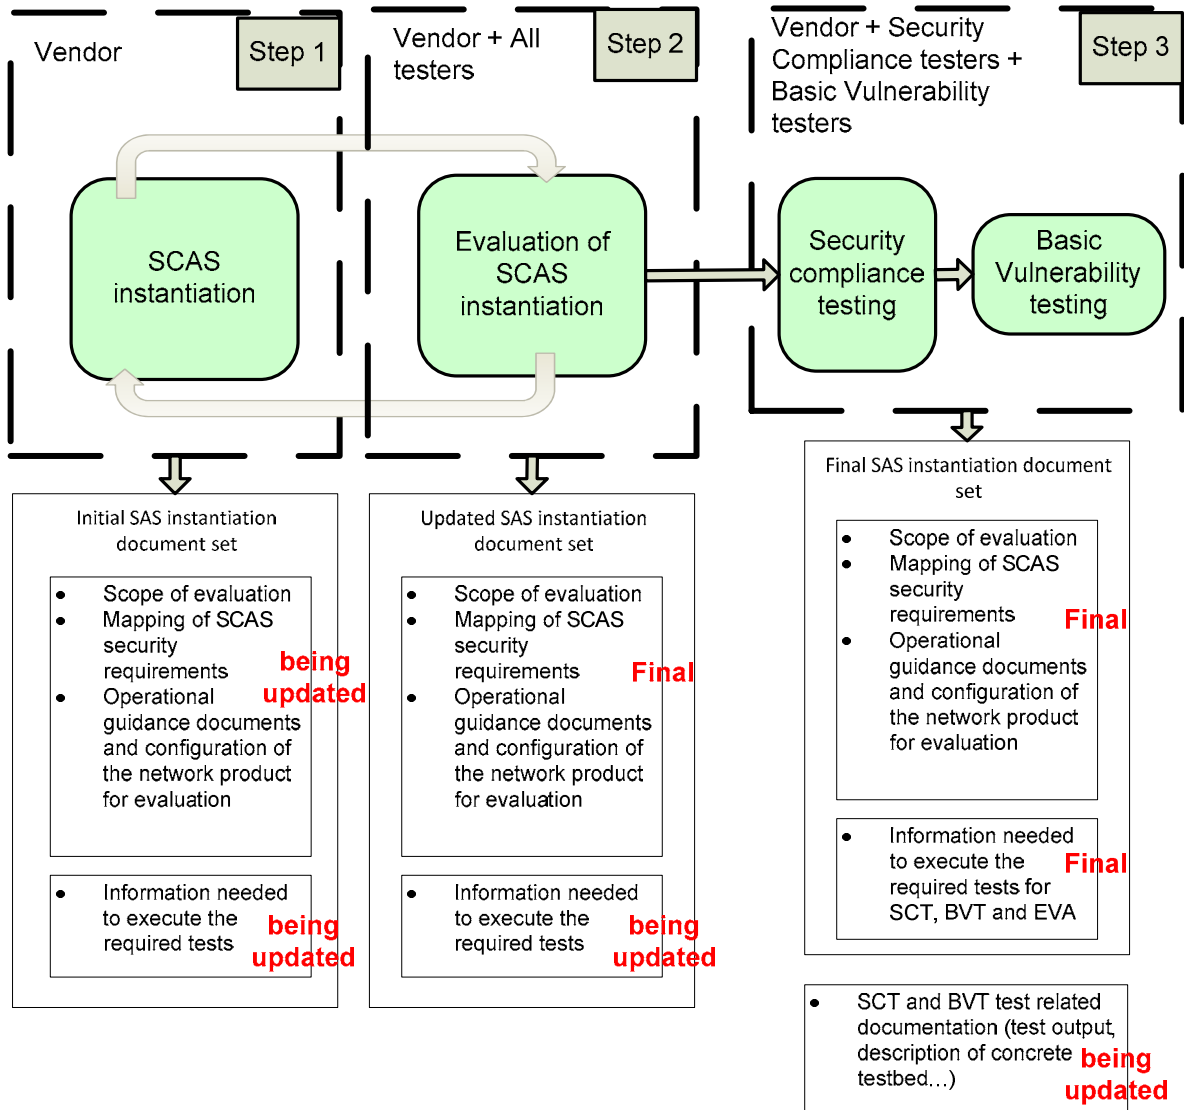 Vendor
Step 1
Vendor + All
testers
Step 2
Vendor + Security
Compliance testers +
Basic Vulnerability
testers
Step 3
SCAS
instantiation
Evaluation of
SCAS
instantiation
Security
compliance
testing
Basic
Vulnerability
testing
Initial SAS instantiation
document set
• Scope of evaluation
• Mapping of SCAS
security
requirements
• Operational
guidance documents
and configuration of
the network product
for evaluation
being
updated
• Information needed
to execute the
required tests
being
updated
Updated SAS instantiation
document set
• Scope of evaluation
• Mapping of SCAS
security
requirements
• Operational
guidance documents
and configuration of
the network product
for evaluation
Final
• Information needed
to execute the
required tests
being
updated
Final SAS instantiation document
set
• Scope of evaluation
• Mapping of SCAS
security
requirements
• Operational
guidance documents
and configuration of
the network product
for evaluation
Final
• Information needed
to execute the
required tests for
SCT, BVT and EVA
Final
• SCT and BVT test related
documentation (test output,
description of concrete
testbed…)
being
updated